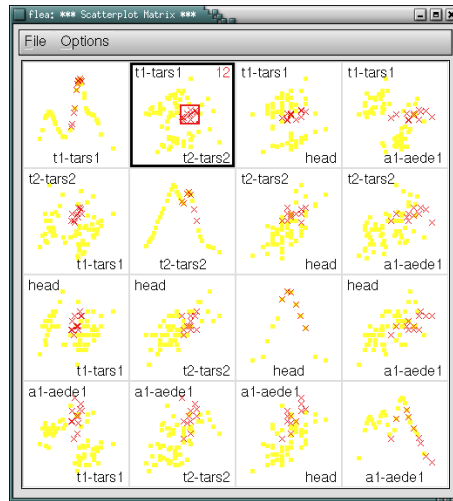 flea: *** Scatterplot Matrix ***
File Options
t1-tars1
t1-tars1 12
t2-tars2
t1-tars1
head
t1-tars1
a1-aede1
t2-tars2
t1-tars1
t2-tars2
t2-tars2
head
t2-tars2
a1-aede1
head
t1-tars1
head
t2-tars2
head
head
a1-aede1
a1-aede1
t1-tars1
a1-aede1
t2-tars2
a1-aede1
head
a1-aede1